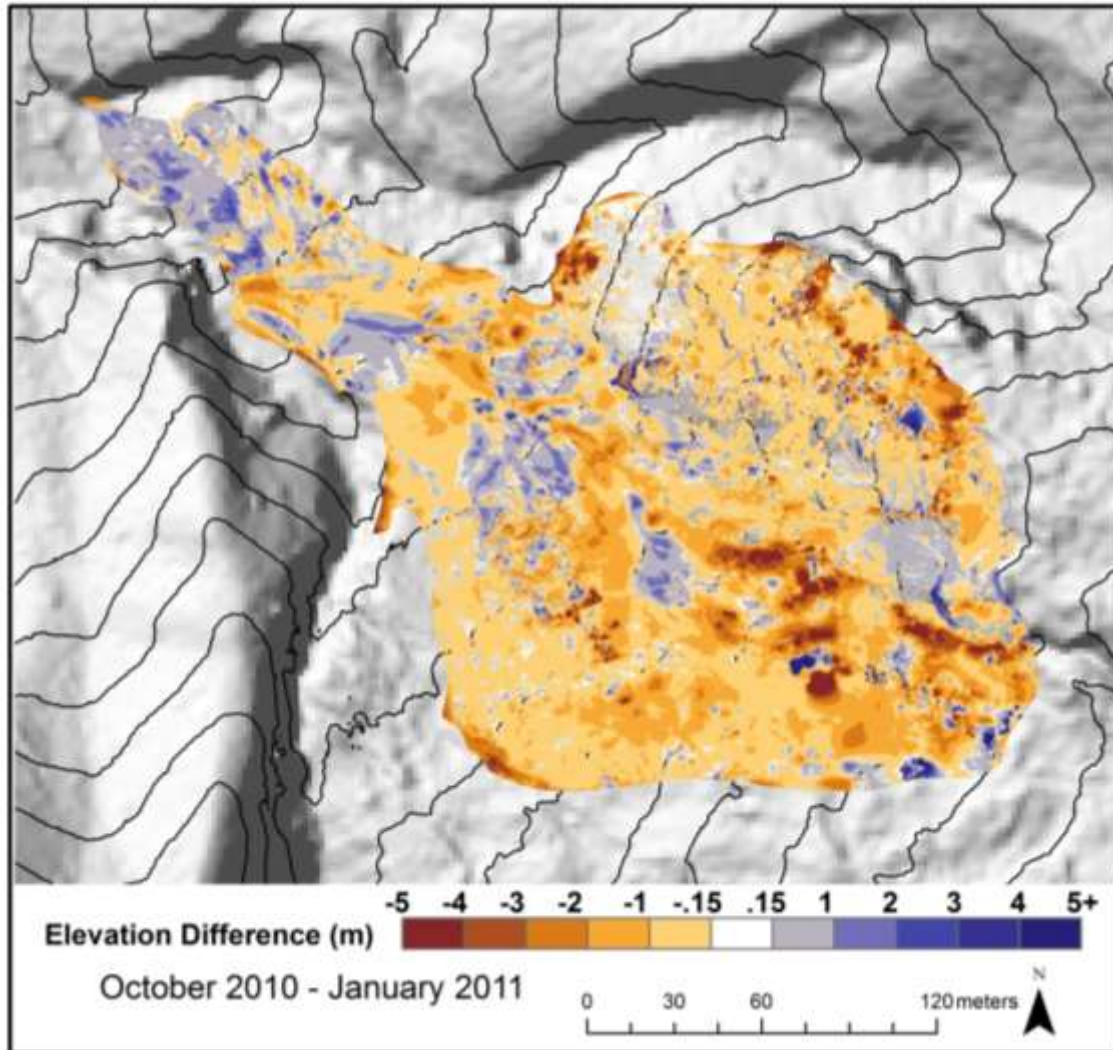 -5 -4 -3 -2 -1 -.15 .15 1 2 3 4 5+
Elevation Difference (m)
October 2010 - January 2011
N
0 30 60 120 meters